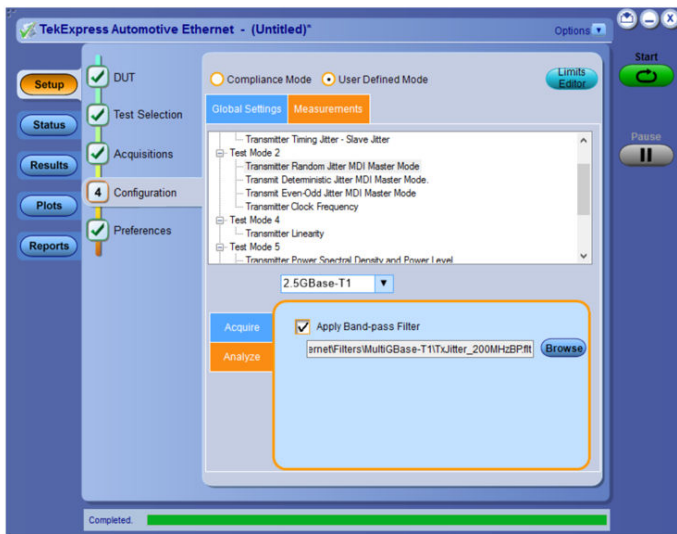 TekExpress Automotive Ethernet - (Untitled)*
Options
Start
Pause
Setup
Status
Results
Plots
Reports
DUT
Test Selection
Acquisitions
4 Configuration
Preferences
Compliance Mode
User Defined Mode
Limits
Editor
Global Settings
Measurements
Transmitter Timing Jitter - Slave Jitter
Test Mode 2
Transmitter Random Jitter MDI Master Mode
Transmit Deterministic Jitter MDI Master Mode.
Transmit Even-Odd Jitter MDI Master Mode
Transmitter Clock Frequency
Test Mode 4
Transmitter Linearity
Test Mode 5
Transmitter Power Spectral Density and Power Level
2.5GBase-T1
Acquire
Analyze
Apply Band-pass Filter
ernet\Filters\MultiGBase-T1\TxJitter_200MHzBP.flt
Browse
Completed.